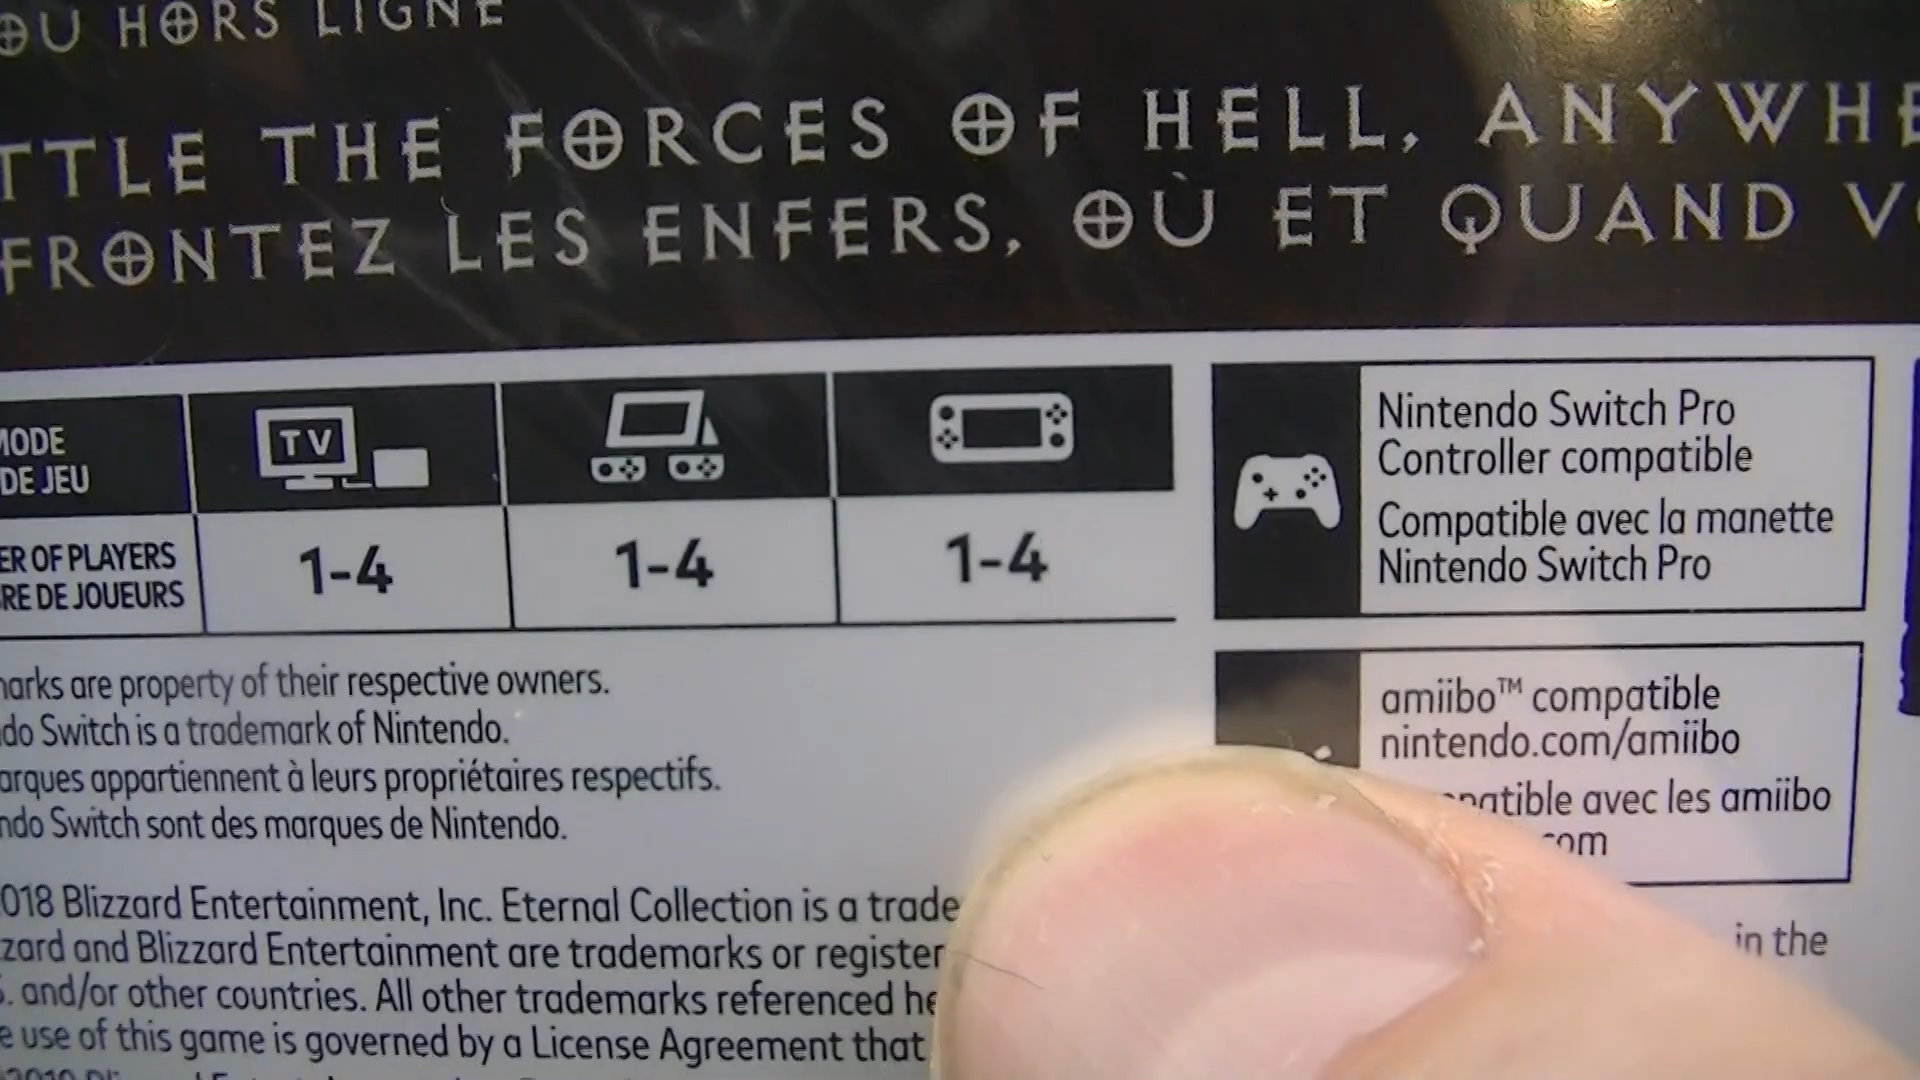 OU HORS LIGNE
TTLE THE FORCES OF HELL, ANYWHE
FRONTEZ LES ENFERS, OÙ ET QUAND V
MODE
DE JEU
TV
ER OF PLAYERS
RE DE JOUEURS
1-4
1-4
1-4
Nintendo Switch Pro
Controller compatible
Compatible avec la manette
Nintendo Switch Pro
amiibo™ compatible
nintendo.com/amiibo
patible avec les amiibo
com
in the
arks are property of their respective owners.
do Switch is a trademark of Nintendo.
arques appartiennent à leurs propriétaires respectifs.
ndo Switch sont des marques de Nintendo.
018 Blizzard Entertainment, Inc. Eternal Collection is a trade
zard and Blizzard Entertainment are trademarks or register
. and/or other countries. All other trademarks referenced he
e use of this game is governed by a License Agreement that